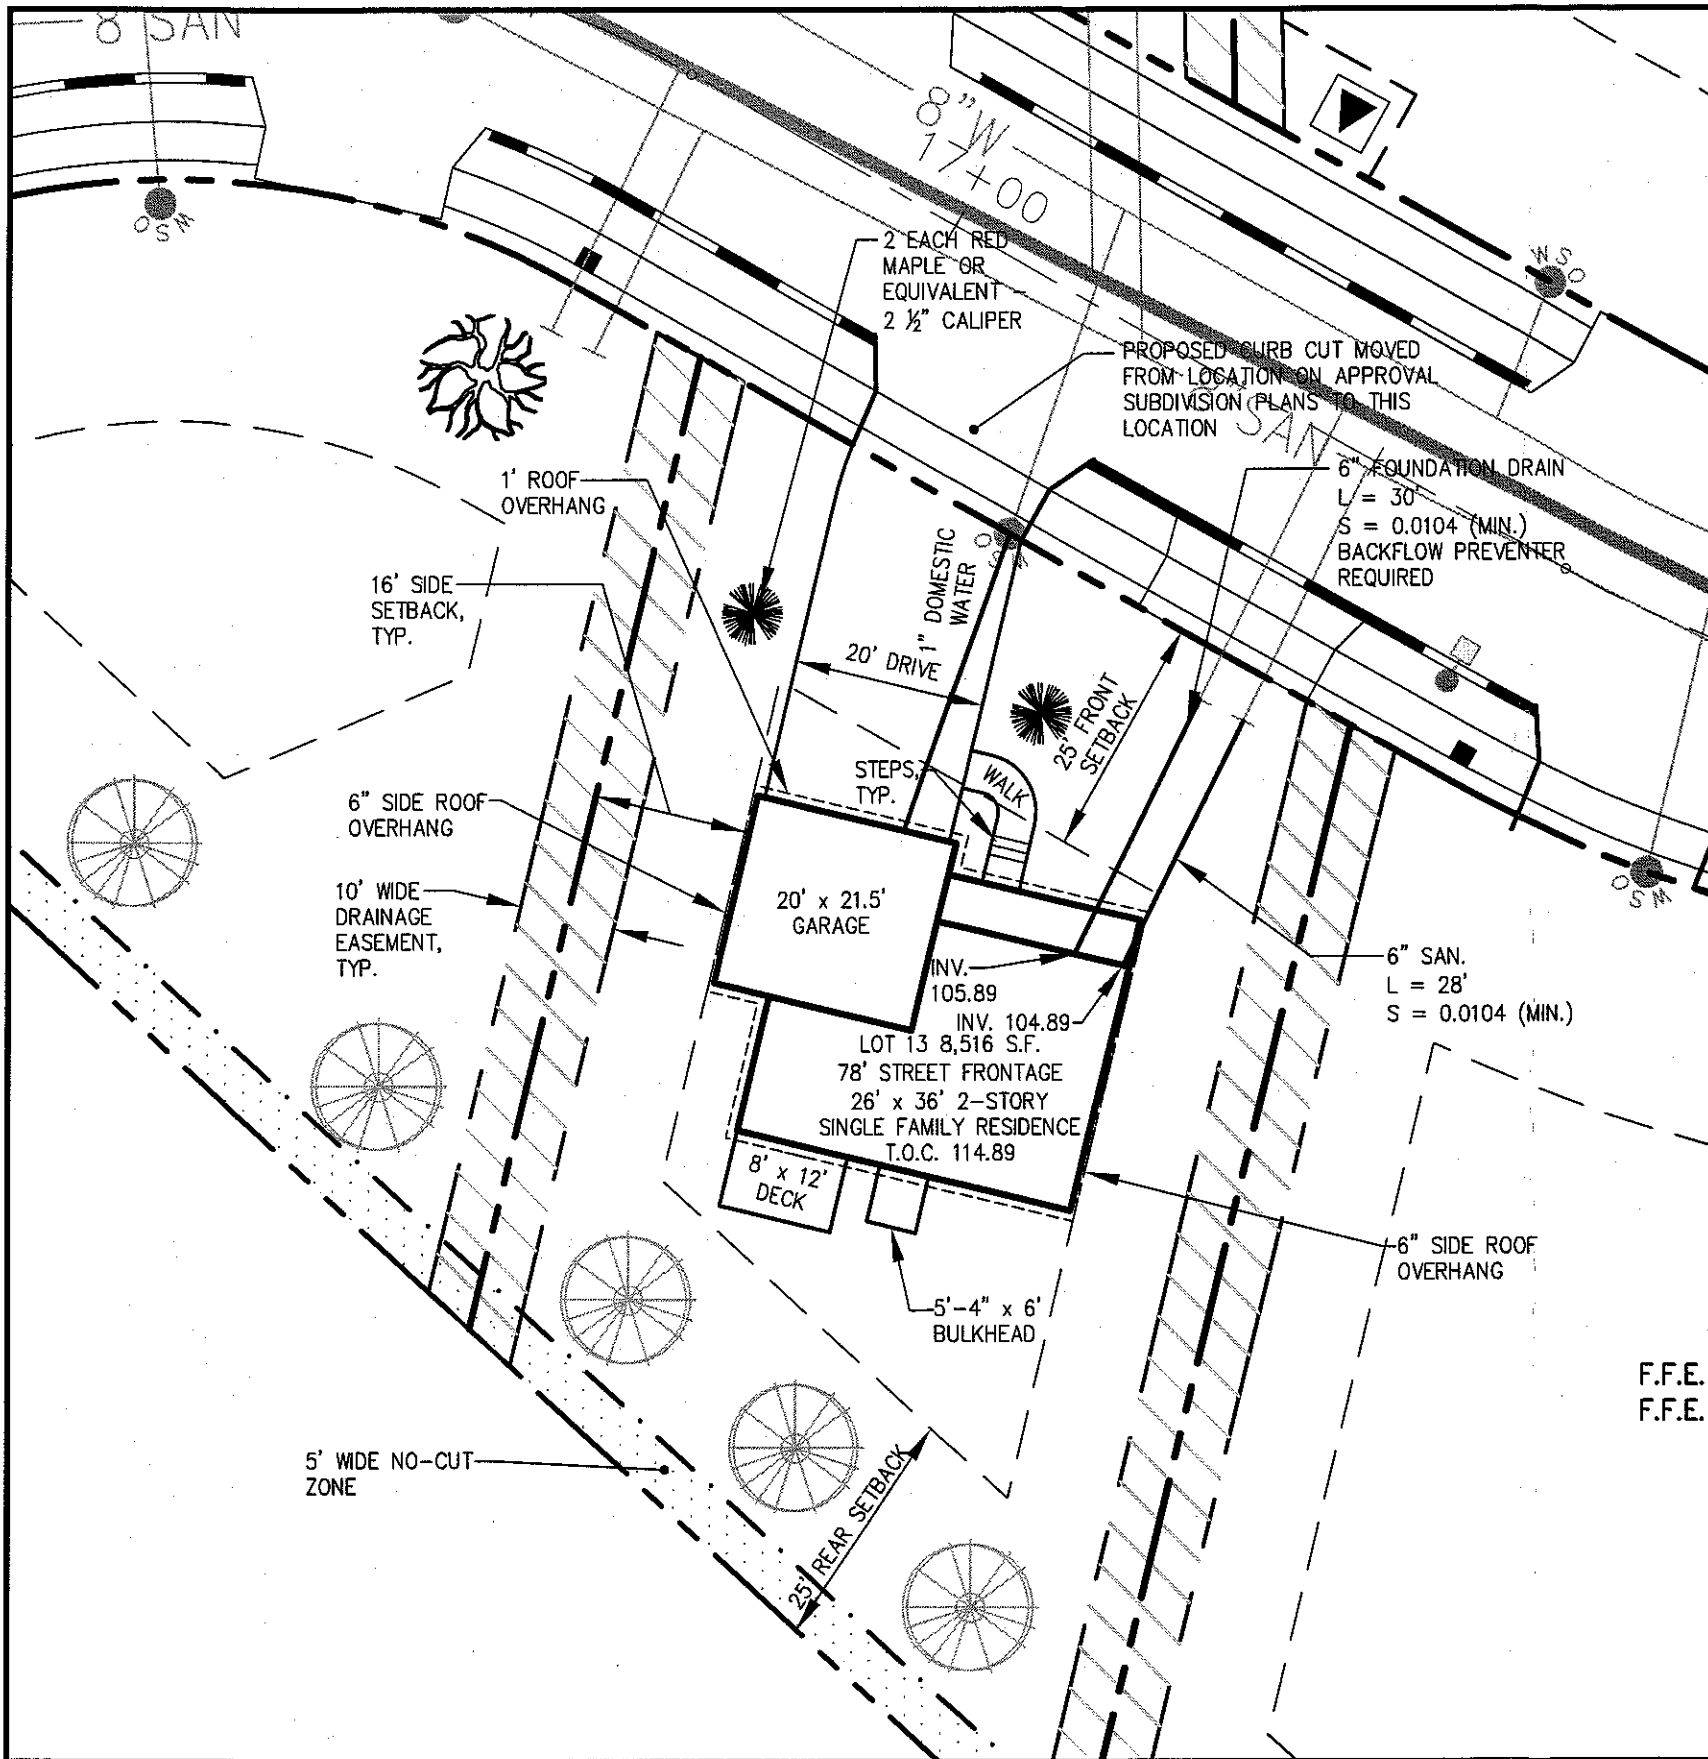 8 SAN
8"W
17+00
WSO
WSO
2 EACH RED
MAPLE OR
EQUIVALENT -
2 ½" CALIPER
PROPOSED CURB CUT MOVED
FROM LOCATION ON APPROVAL
SUBDIVISION PLANS TO THIS
LOCATION
SAN
1' ROOF
OVERHANG
6" FOUNDATION DRAIN
L = 30'
S = 0.0104 (MIN.)
BACKFLOW PREVENTER
REQUIRED
1" DOMESTIC
WATER
16' SIDE
SETBACK,
TYP.
20' DRIVE
25' FRONT
SETBACK
STEPS,
TYP.
WALK
6" SIDE ROOF
OVERHANG
10' WIDE
DRAINAGE
EASEMENT,
TYP.
20' x 21.5'
GARAGE
WSO
INV.
105.89
6" SAN.
L = 28'
S = 0.0104 (MIN.)
INV. 104.89
LOT 13 8,516 S.F.
78' STREET FRONTAGE
26' x 36' 2-STORY
SINGLE FAMILY RESIDENCE
T.O.C. 114.89
8' x 12'
DECK
6" SIDE ROOF
OVERHANG
5'-4" x 6'
BULKHEAD
F.F.E.
F.F.E.
5' WIDE NO-CUT
ZONE
25' REAR SETBACK